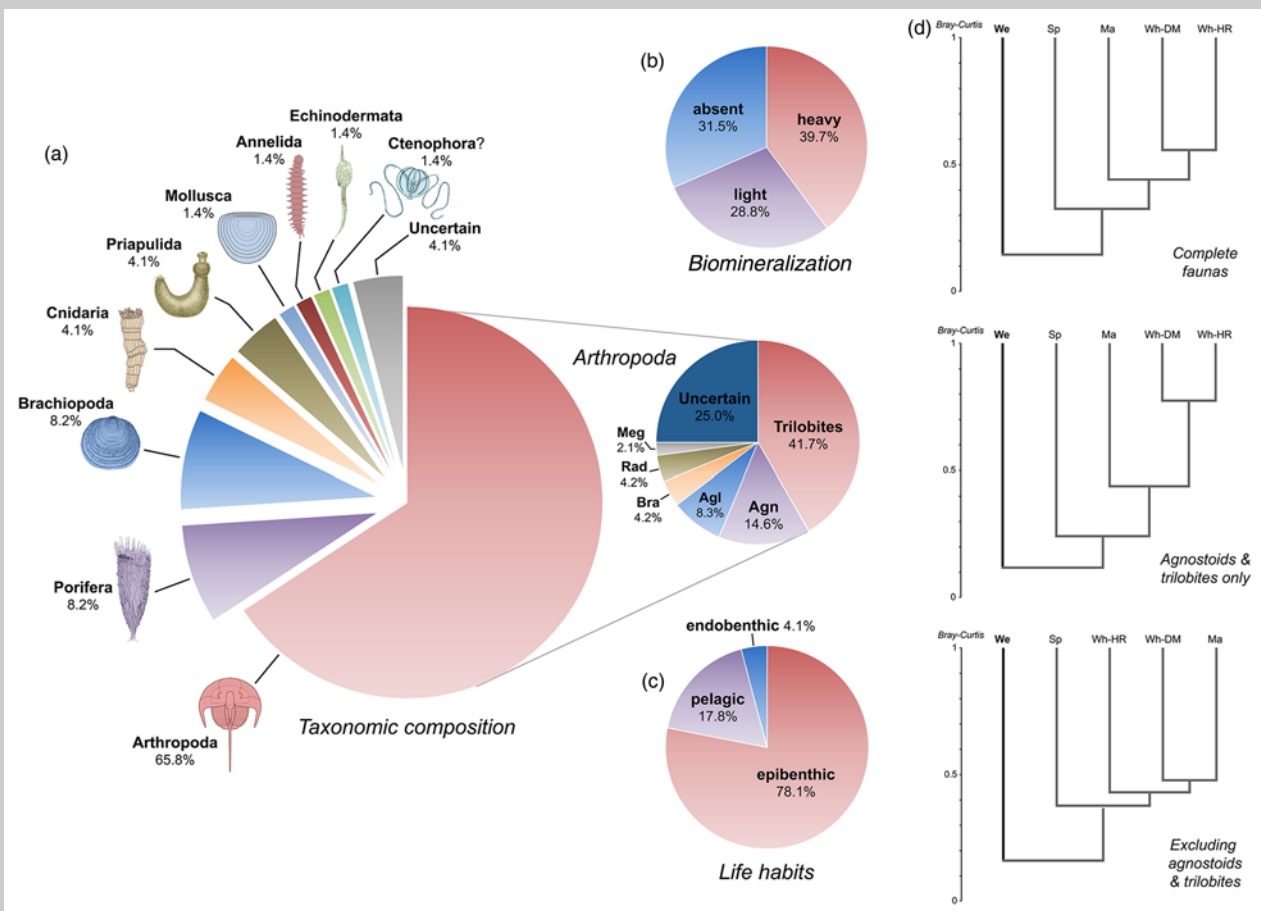 (a)
Echinodermata
1.4%
Annelida
1.4%
Ctenophora?
1.4%
Mollusca
1.4%
Uncertain
4.1%
Priapulida
4.1%
Cnidaria
4.1%
Brachiopoda
8.2%
Porifera
8.2%
Arthropoda
65.8%
Taxonomic composition
Arthropoda
Uncertain
25.0%
Trilobites
41.7%
Meg
2.1%
Rad
4.2%
Bra
4.2%
Agl
8.3%
Agn
14.6%
(b)
absent
31.5%
heavy
39.7%
light
28.8%
Biomineralization
(c)
endobenthic 4.1%
pelagic
17.8%
epibenthic
78.1%
Life habits
(d)
Bray-Curtis We Sp Ma Wh-DM Wh-HR
1
0.5
0
Complete
faunas
Bray-Curtis We Sp Ma Wh-DM Wh-HR
1
0.5
0
Agnostoids &
trilobites only
Bray-Curtis We Sp Wh-HR Wh-DM Ma
1
0.5
0
Excluding
agnostoids
& trilobites